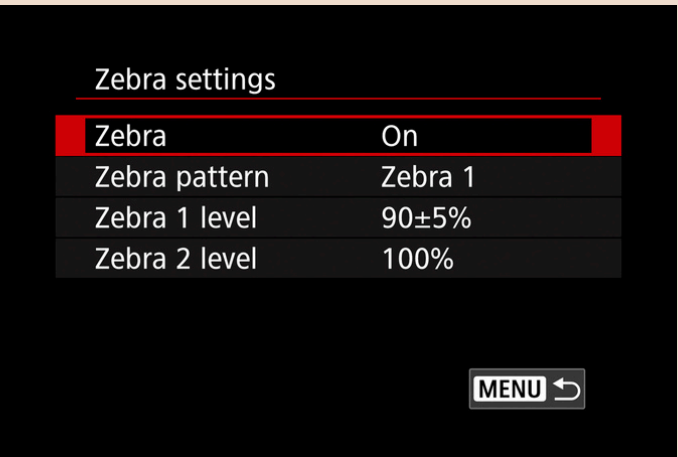 Zebra settings
Zebra On
Zebra pattern Zebra 1
Zebra 1 level 90±5%
Zebra 2 level 100%
MENU